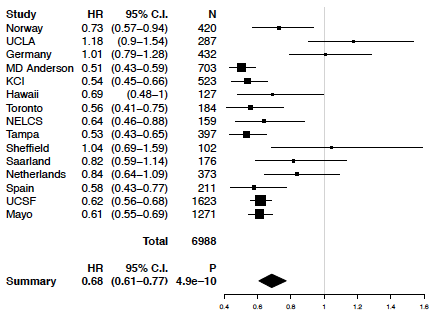 Study HR 95% C.I. N
Norway 0.73 (0.57–0.94) 420
UCLA 1.18 (0.9–1.54) 287
Germany 1.01 (0.79–1.28) 432
MD Anderson 0.51 (0.43–0.59) 703
KCI 0.54 (0.45–0.66) 523
Hawaii 0.69 (0.48–1) 127
Toronto 0.56 (0.41–0.75) 184
NELCS 0.64 (0.46–0.88) 159
Tampa 0.53 (0.43–0.65) 397
Sheffield 1.04 (0.69–1.59) 102
Saarland 0.82 (0.59–1.14) 176
Netherlands 0.84 (0.64–1.09) 373
Spain 0.58 (0.43–0.77) 211
UCSF 0.62 (0.56–0.68) 1623
Mayo 0.61 (0.55–0.69) 1271
Total 6988
HR 95% C.I. P
Summary 0.68 (0.61–0.77) 4.9e−10
0.4 0.6 0.8 1 1.2 1.4 1.6